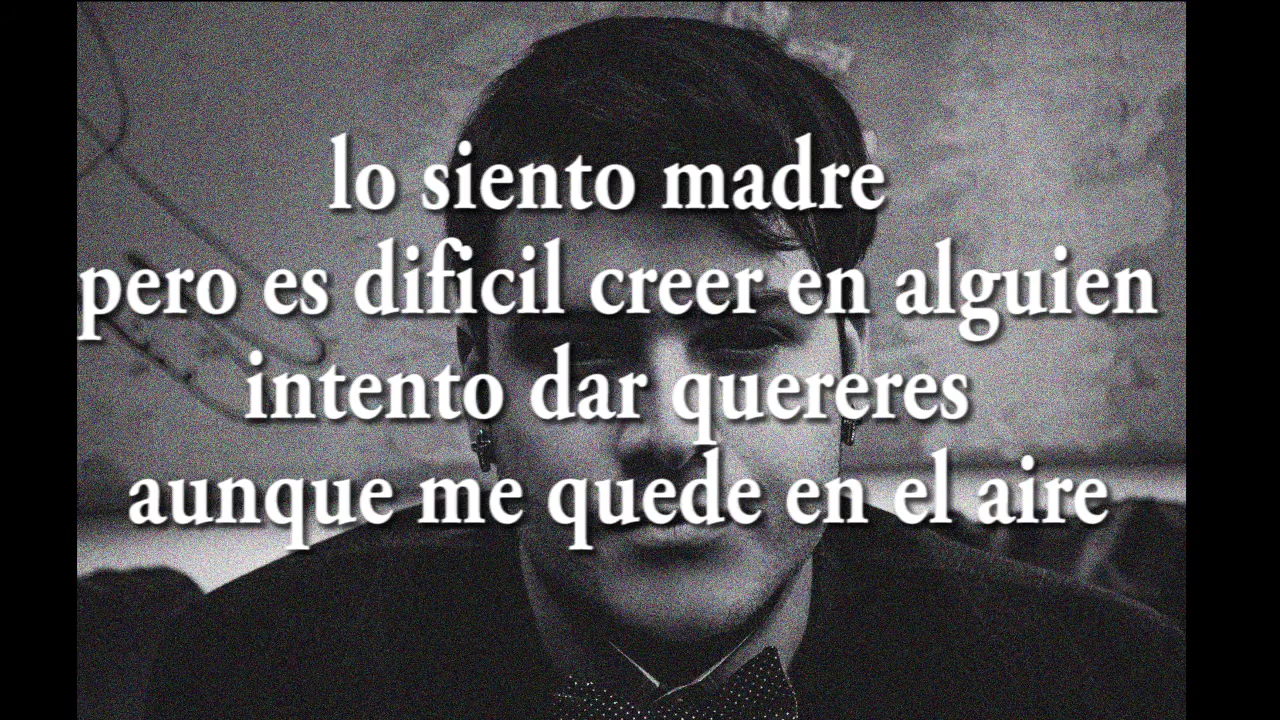 lo siento madre
pero es dificil creer en alguien
intento dar quereres
aunque me quede en el aire